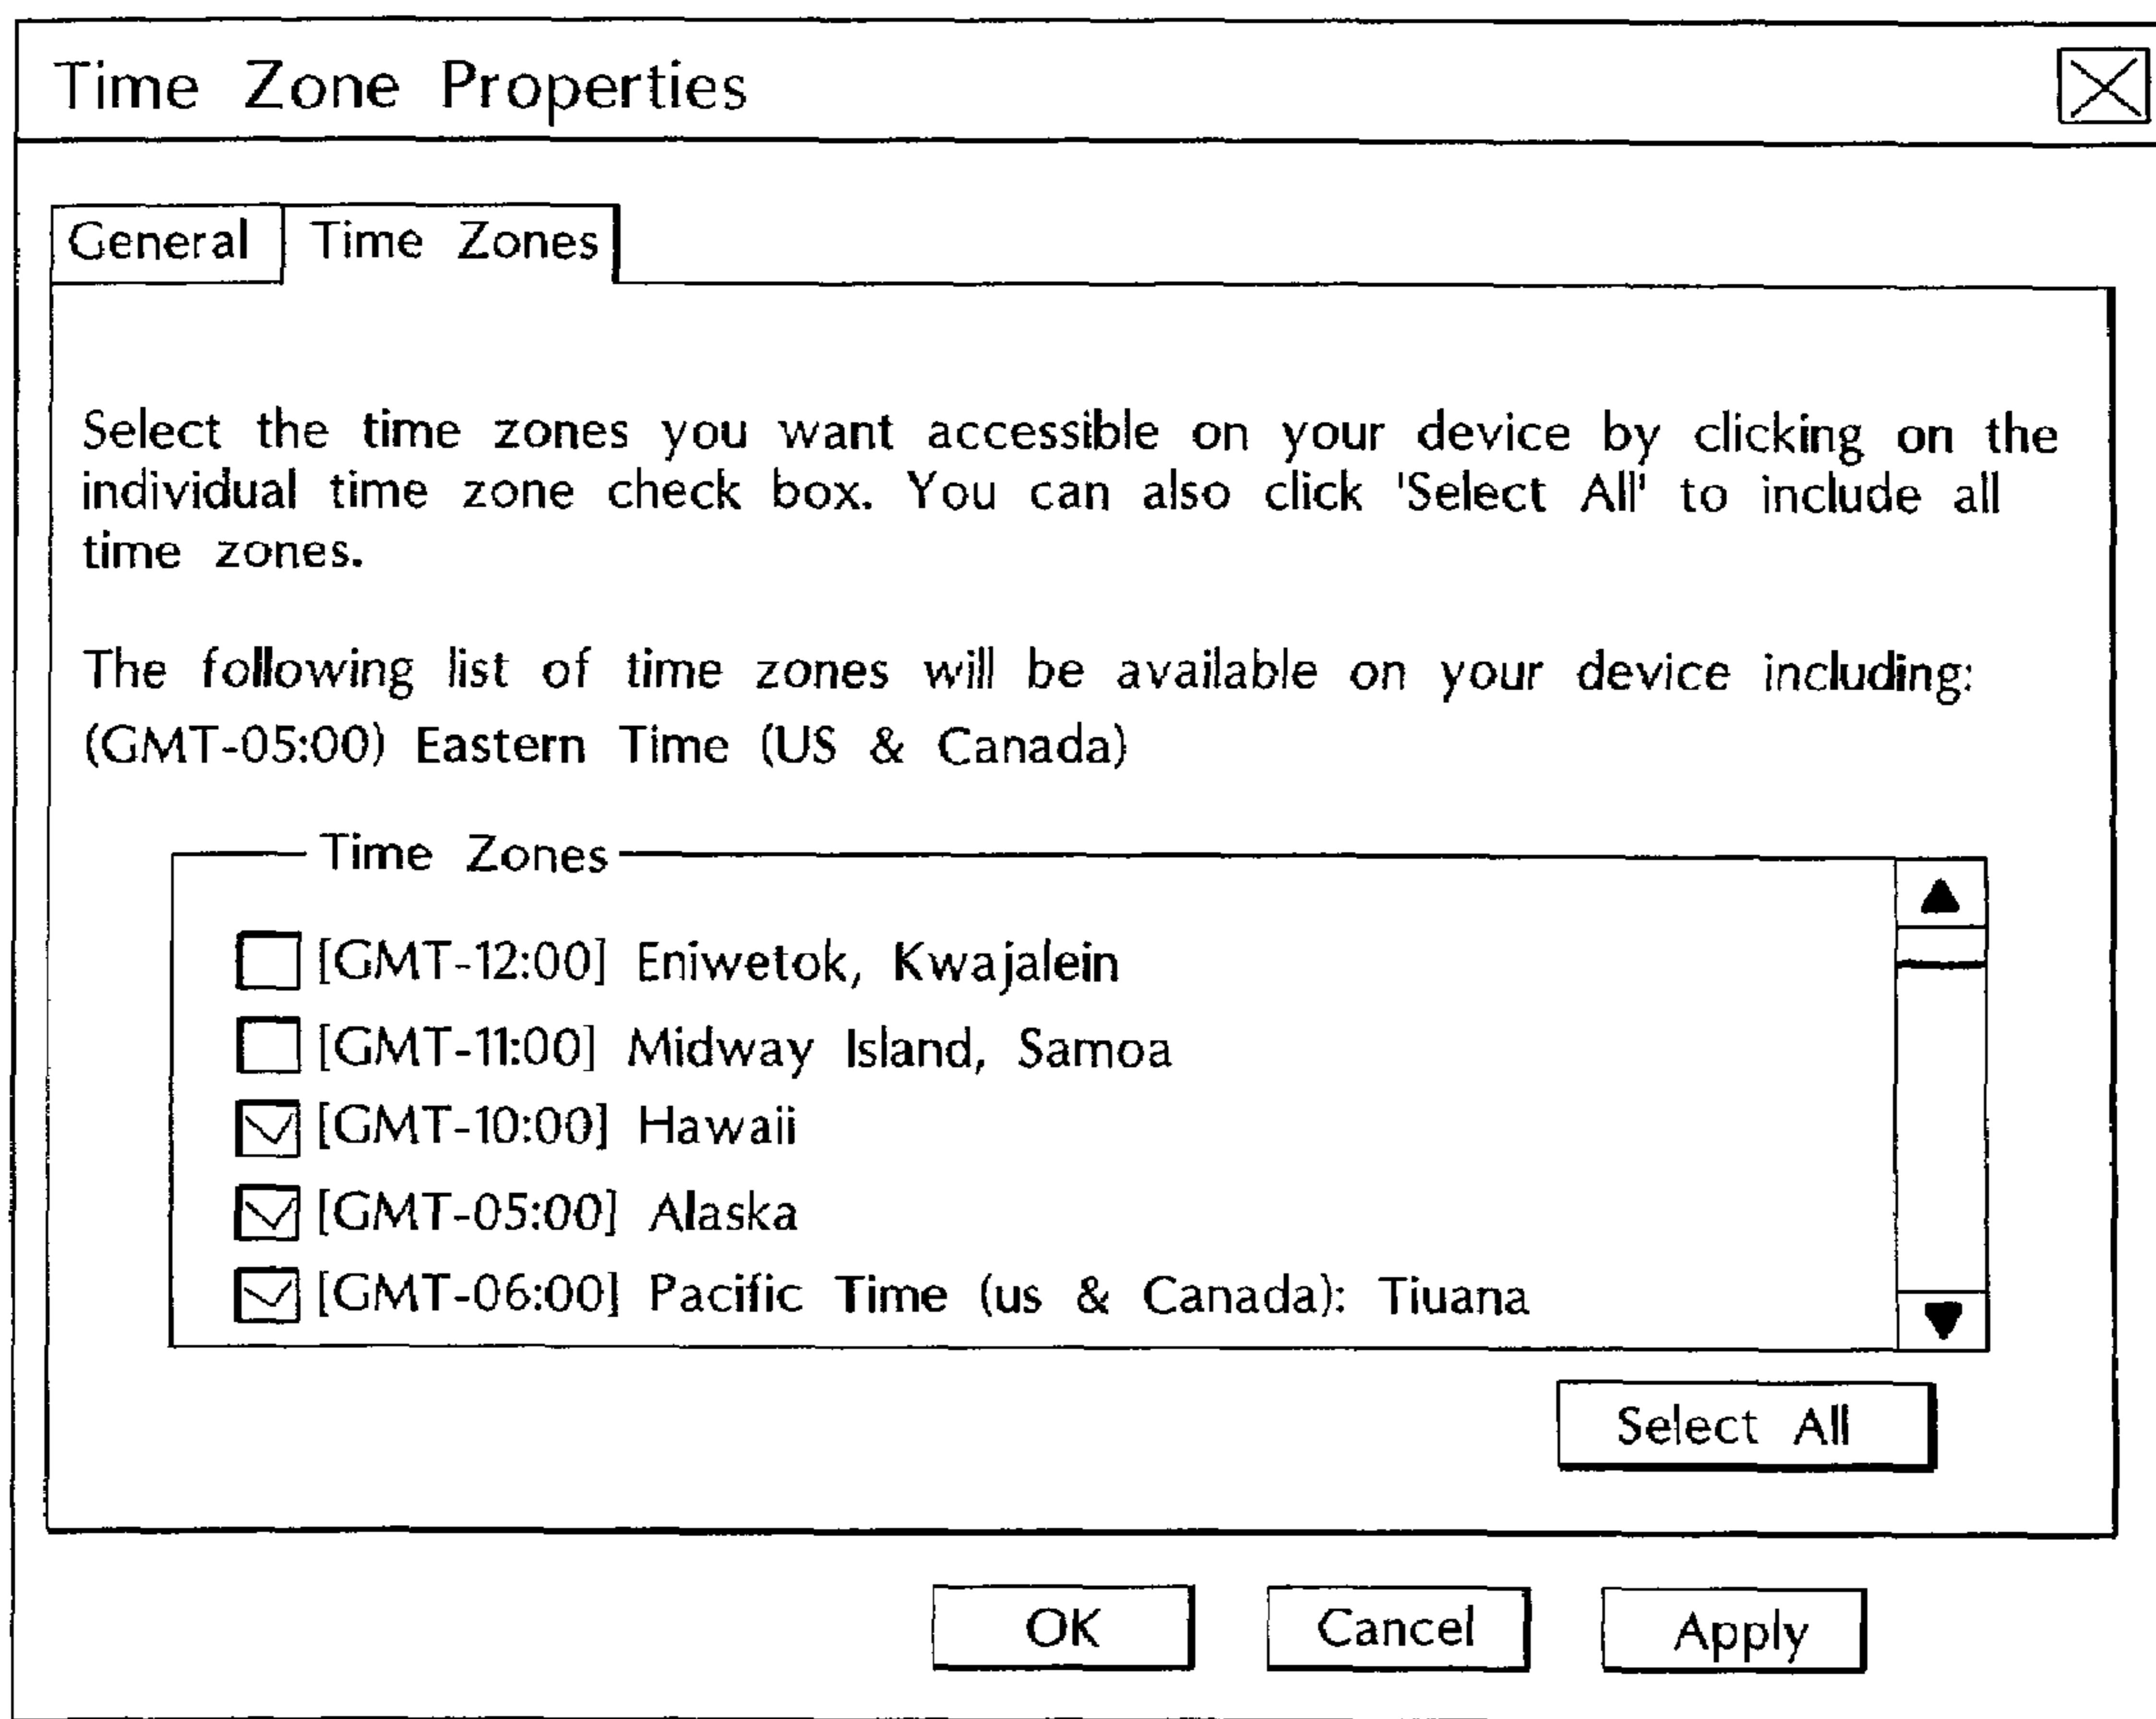 Time Zone Properties
General Time Zones
Select the time zones you want accessible on your device by clicking on the
individual time zone check box. You can also click 'Select All' to include all
time zones.
The following list of time zones will be available on your device including:
(GMT-05:00) Eastern Time (US & Canada)
Time Zones
[GMT-12:00] Eniwetok, Kwajalein
[GMT-11:00] Midway Island, Samoa
[GMT-10:00] Hawaii
[GMT-05:00] Alaska
[GMT-06:00] Pacific Time (us & Canada): Tiuana
Select All
OK Cancel Apply